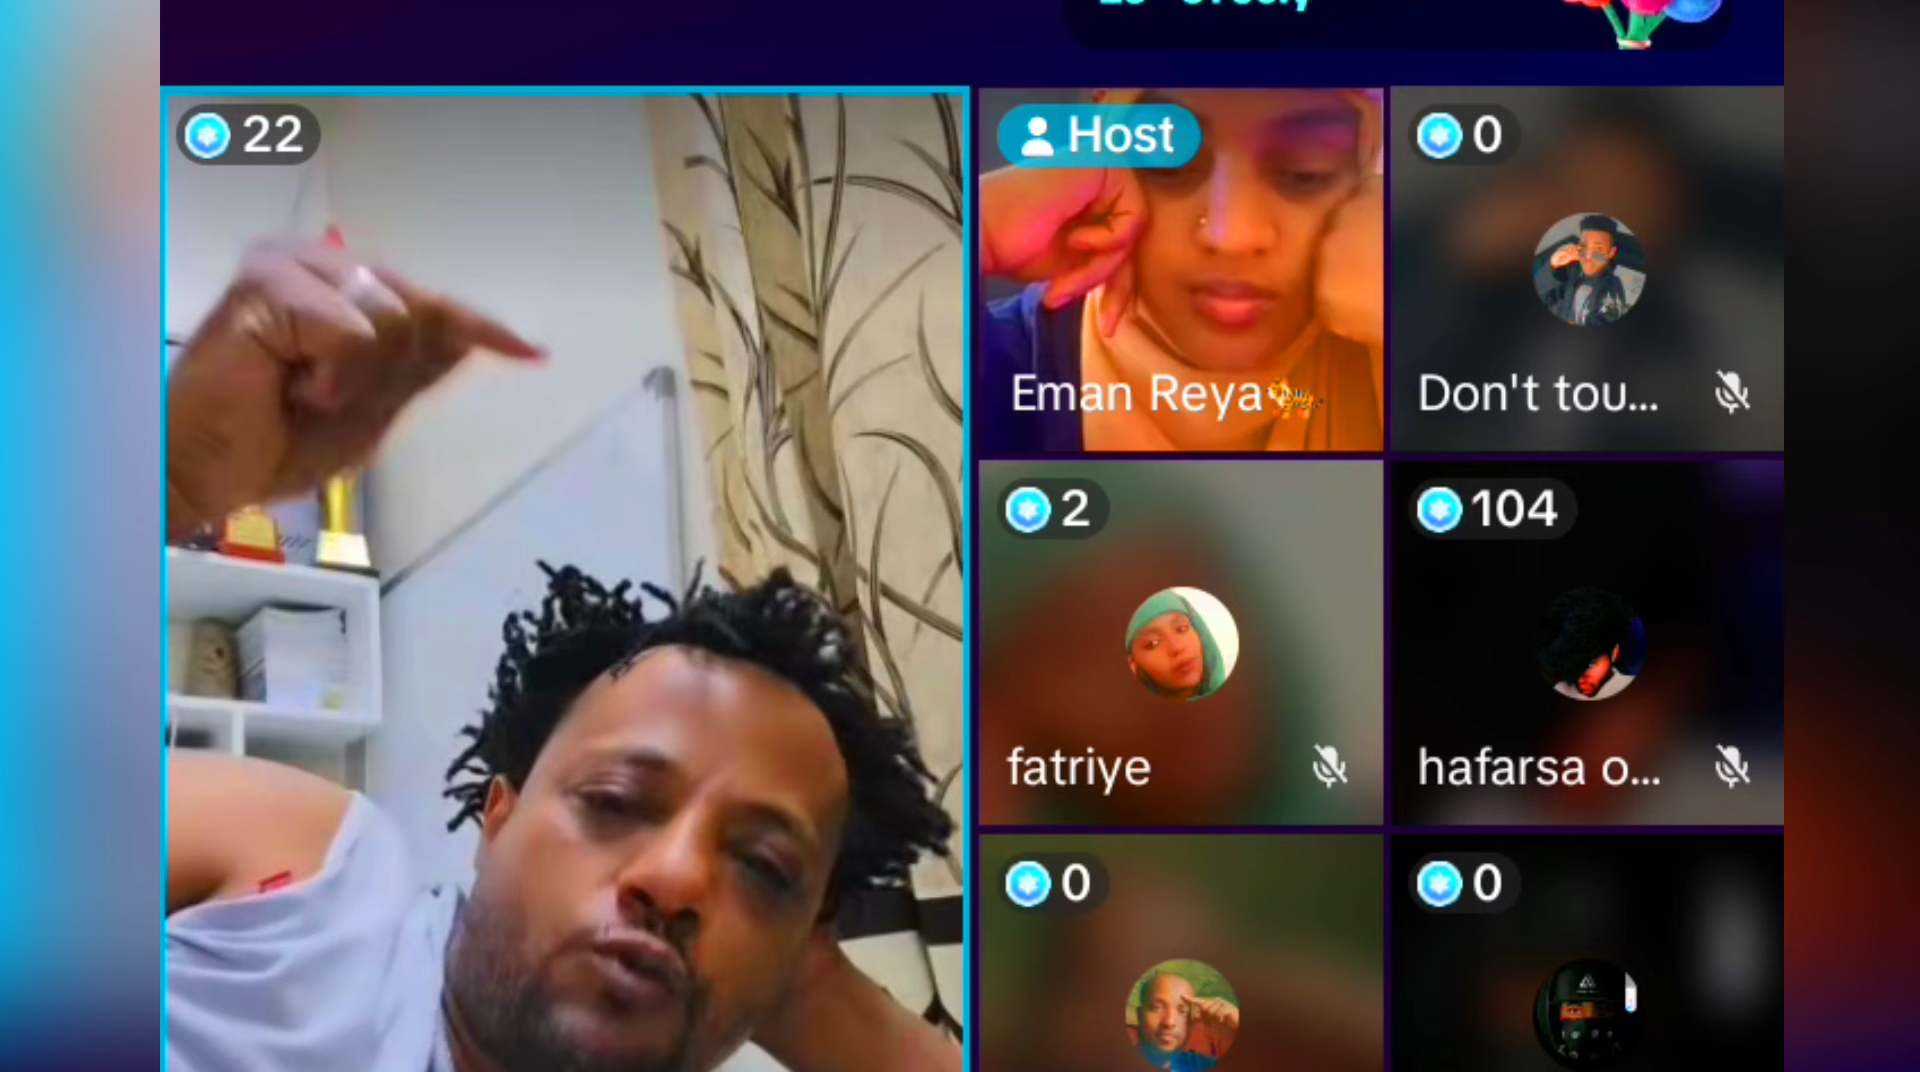 22
Host
0
Eman Reya
Don't tou...
2
104
fatriye
hafarsa o...
0
0